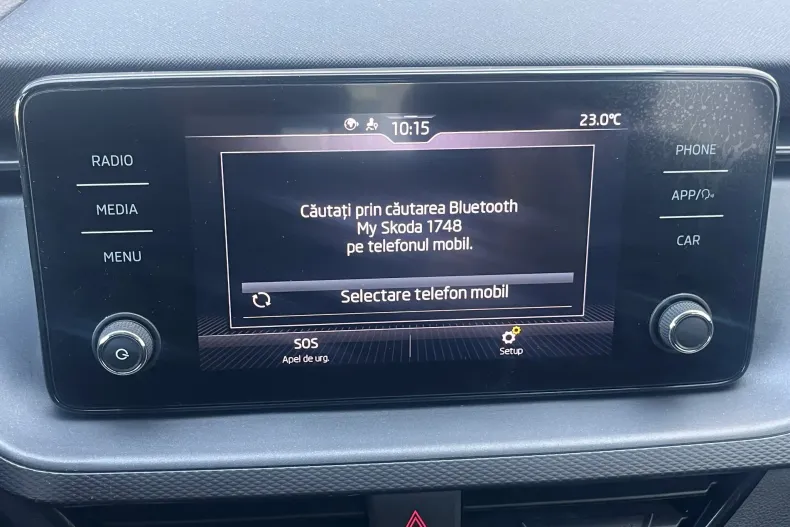 10:15
23.0°C
RADIO
MEDIA
MENU
Căutați prin căutarea Bluetooth
My Skoda 1748
pe telefonul mobil.
Selectare telefon mobil
SOS
Apel de urg.
Setup
PHONE
APP/
CAR